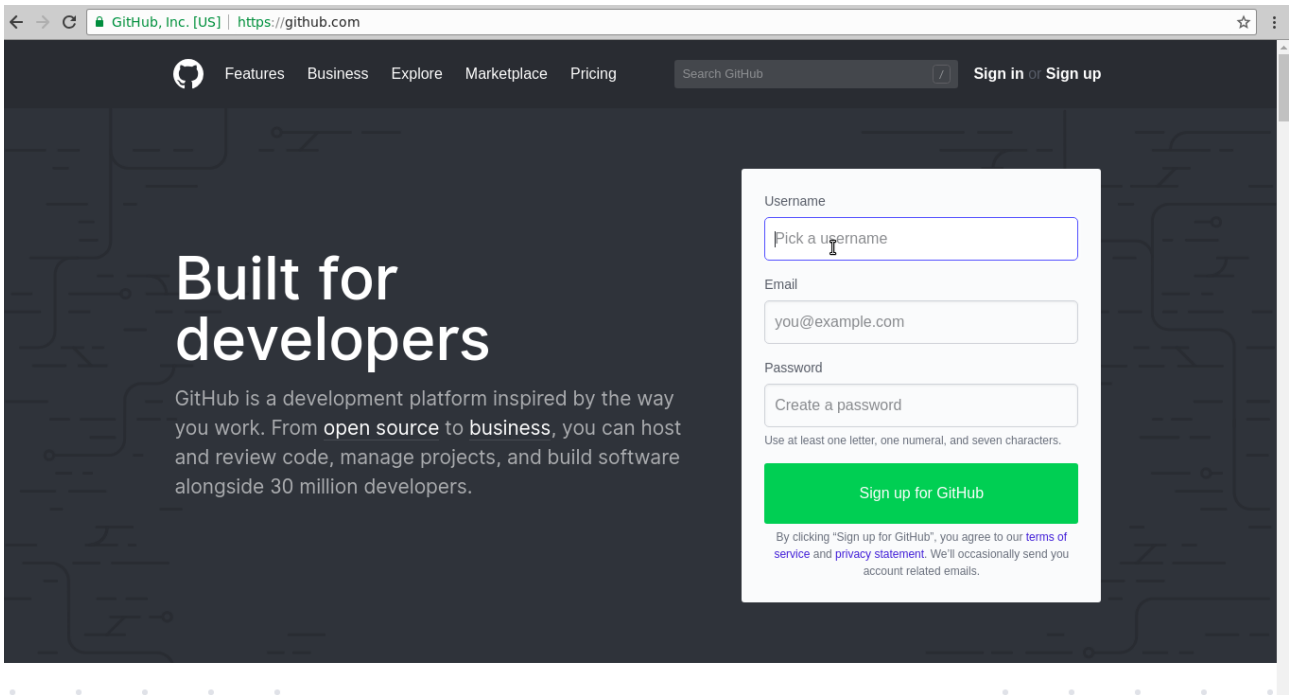 GitHub, Inc. [US] https://github.com
Features Business Explore Marketplace Pricing Search GitHub / Sign in or Sign up
Built for
developers
GitHub is a development platform inspired by the way
you work. From open source to business, you can host
and review code, manage projects, and build software
alongside 30 million developers.
Username
Pick a username
Email
you@example.com
Password
Create a password
Use at least one letter, one numeral, and seven characters.
Sign up for GitHub
By clicking “Sign up for GitHub”, you agree to our terms of
service and privacy statement. We’ll occasionally send you
account related emails.